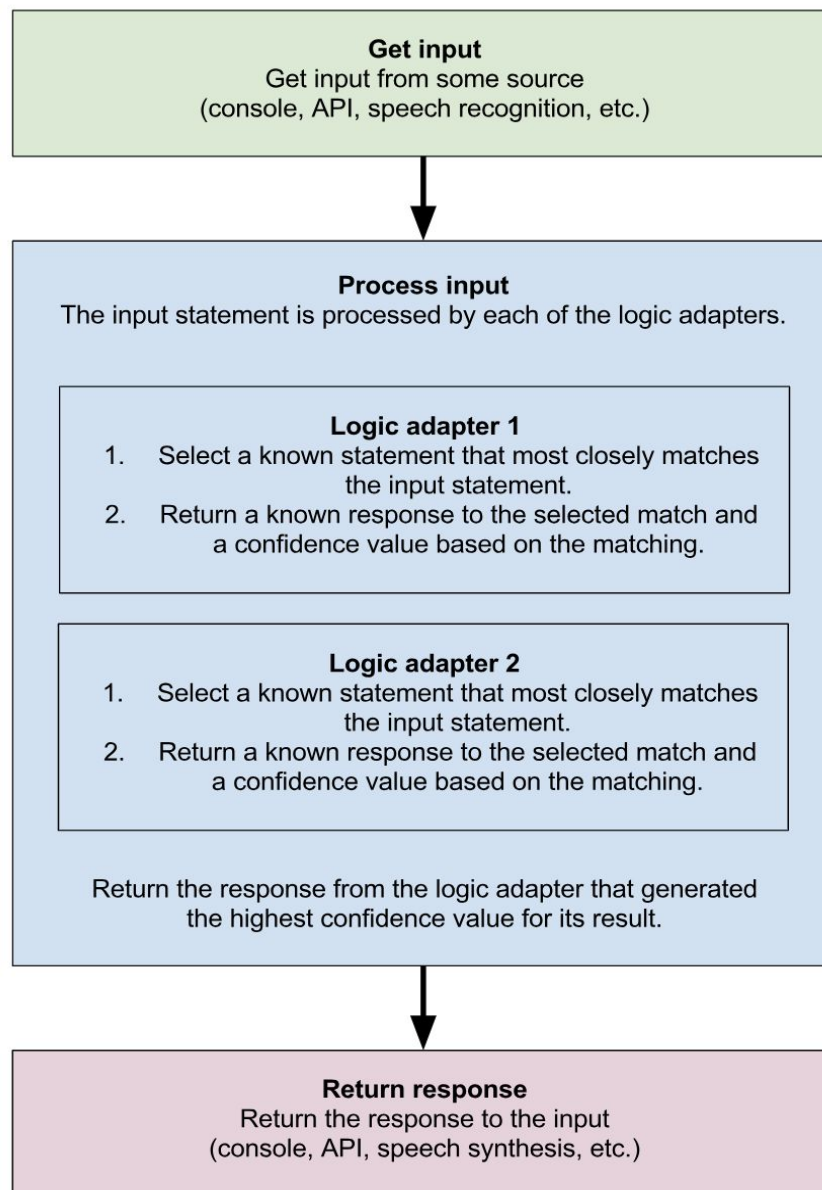 Get input
Get input from some source
(console, API, speech recognition, etc.)
Process input
The input statement is processed by each of the logic adapters.
Logic adapter 1
1. Select a known statement that most closely matches
the input statement.
2. Return a known response to the selected match and
a confidence value based on the matching.
Logic adapter 2
1. Select a known statement that most closely matches
the input statement.
2. Return a known response to the selected match and
a confidence value based on the matching.
Return the response from the logic adapter that generated
the highest confidence value for its result.
Return response
Return the response to the input
(console, API, speech synthesis, etc.)